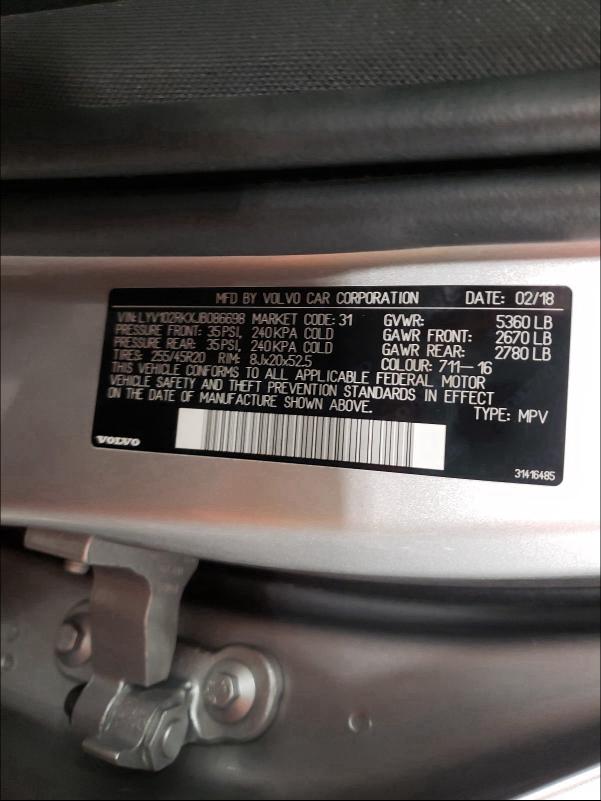 MFD BY VOLVO CAR CORPORATION DATE: 02/18
VIN:LYV102RKXJB086698 MARKET CODE: 31 GVWR: 5360 LB
PRESSURE FRONT: 35PSI, 240KPA COLD GAWR FRONT: 2670 LB
PRESSURE REAR: 35PSI, 240KPA COLD GAWR REAR: 2780 LB
TIRES: 255/45R20 RIM: 8Jx20x52,5 COLOUR: 711-16
THIS VEHICLE CONFORMS TO ALL APPLICABLE FEDERAL MOTOR
VEHICLE SAFETY AND THEFT PREVENTION STANDARDS IN EFFECT
ON THE DATE OF MANUFACTURE SHOWN ABOVE.
TYPE: MPV
VOLVO
31416485